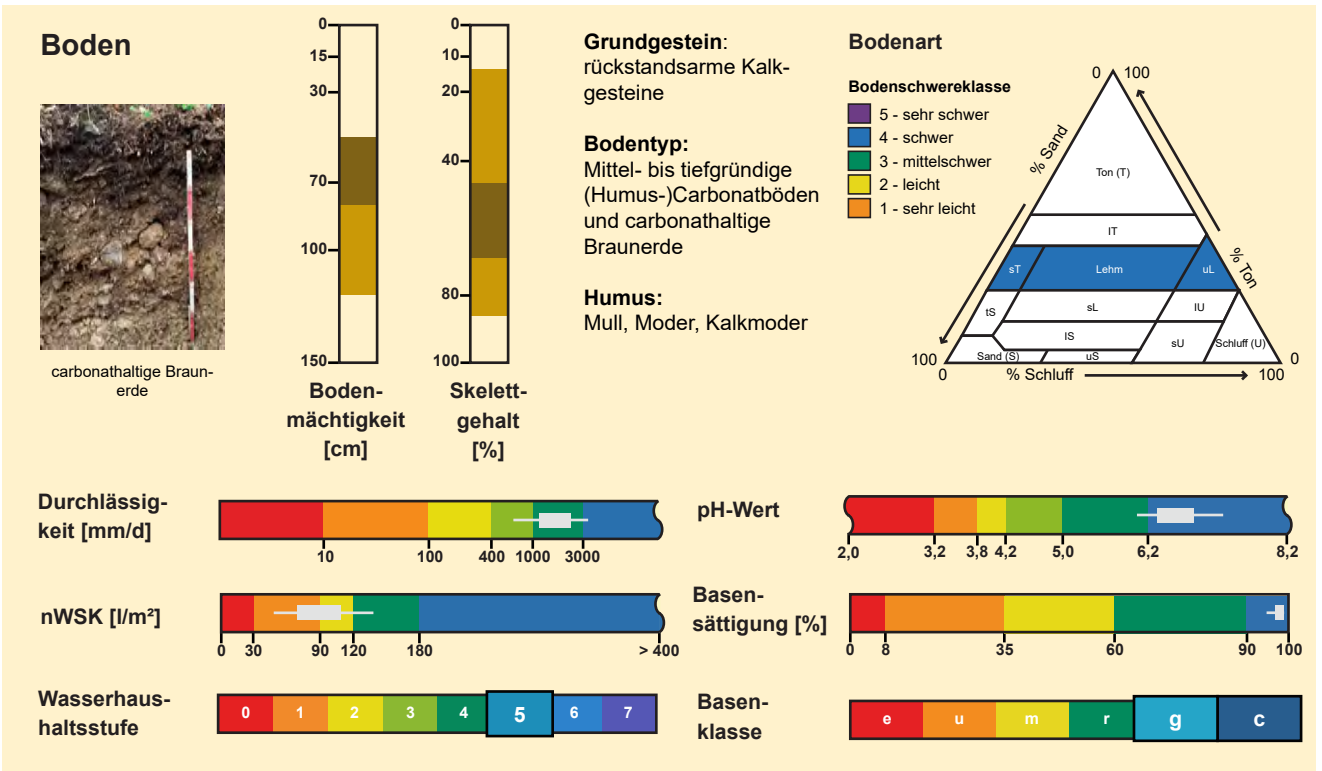 Boden
carbonathaltige Braun-
erde
0
15
30
70
100
150
Boden-
mächtigkeit
[cm]
0
10
20
40
80
100
Skelett-
gehalt
[%]
Grundgestein:
rückstandsarme Kalk-
gesteine
Bodentyp:
Mittel- bis tiefgründige
(Humus-)Carbonatböden
und carbonathaltige
Braunerde
Humus:
Mull, Moder, Kalkmoder
Bodenart
Bodenschwereklasse
5 - sehr schwer
4 - schwer
3 - mittelschwer
2 - leicht
1 - sehr leicht
0 100
% Sand
% Ton
Ton (T)
lT
sT Lehm uL
tS sL lU
lS
Sand (S) uS sU Schluff (U)
100 0
0 % Schluff 100
Durchlässig-
keit [mm/d]
10 100 400 1000 3000
nWSK [l/m²]
0 30 90 120 180 > 400
Wasserhaus-
haltsstufe
0 1 2 3 4 5 6 7
pH-Wert
2,0 3,2 3,8 4,2 5,0 6,2 8,2
Basen-
sättigung [%]
0 8 35 60 90 100
Basen-
klasse
e u m r g c